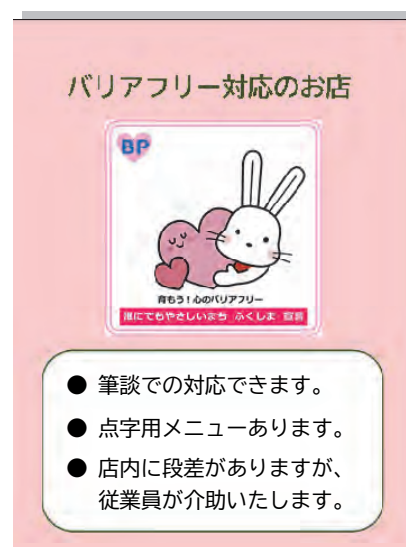 バリアフリー対応のお店
BP
育もう！心のバリアフリー
誰にでもやさしいまち ふくしま 宣言
● 筆談での対応できます。
● 点字用メニューあります。
● 店内に段差がありますが、
従業員が介助いたします。